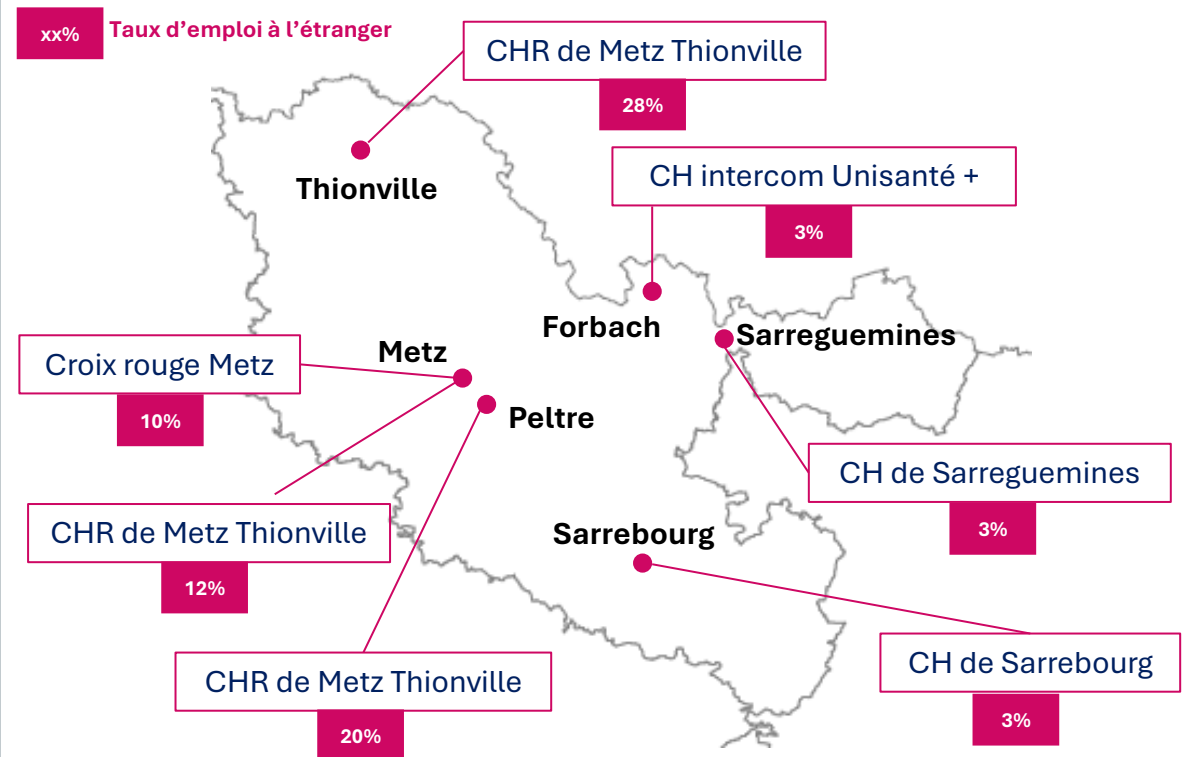 xx%
Taux d’emploi à l’étranger
CHR de Metz Thionville
28%
Thionville
CH intercom Unisanté +
3%
Forbach
Sarreguemines
Metz
Croix rouge Metz
10%
Peltre
CH de Sarreguemines
3%
CHR de Metz Thionville
12%
Sarrebourg
CHR de Metz Thionville
20%
CH de Sarrebourg
3%